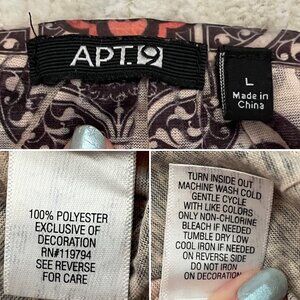 APT.9
L
Made in
China
100% POLYESTER
EXCLUSIVE OF
DECORATION
RN#119794
SEE REVERSE
FOR CARE
TURN INSIDE OUT
MACHINE WASH COLD
GENTLE CYCLE
WITH LIKE COLORS
ONLY NON-CHLORINE
BLEACH IF NEEDED
TUMBLE DRY LOW
COOL IRON IF NEEDED
ON REVERSE SIDE
DO NOT IRON
ON DECORATION